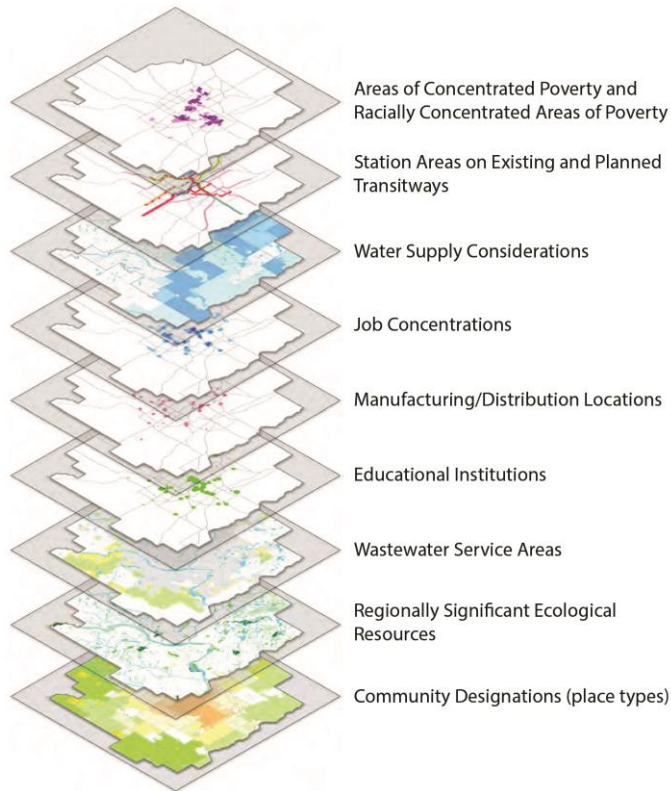 Areas of Concentrated Poverty and
Racially Concentrated Areas of Poverty
Station Areas on Existing and Planned
Transitways
Water Supply Considerations
Job Concentrations
Manufacturing/Distribution Locations
Educational Institutions
Wastewater Service Areas
Regionally Significant Ecological
Resources
Community Designations (place types)